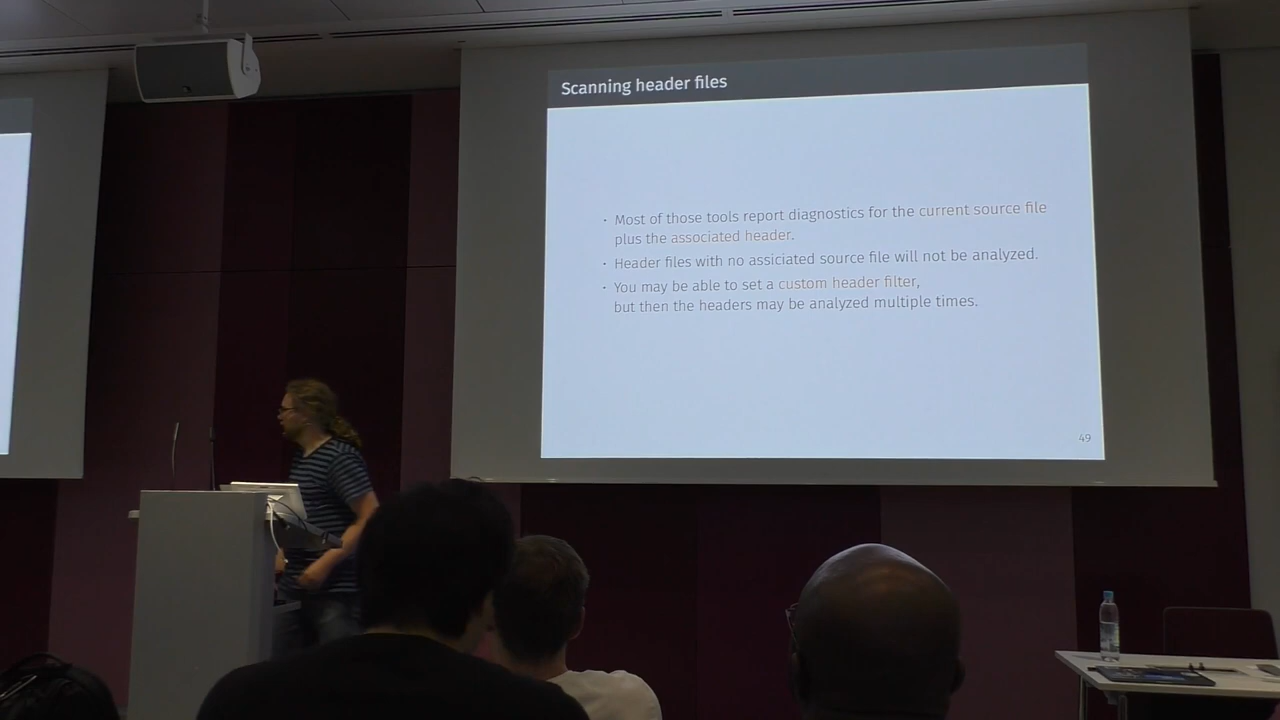 Scanning header files
· Most of those tools report diagnostics for the current source file
plus the associated header.
· Header files with no assiciated source file will not be analyzed.
· You may be able to set a custom header filter,
but then the headers may be analyzed multiple times.
49